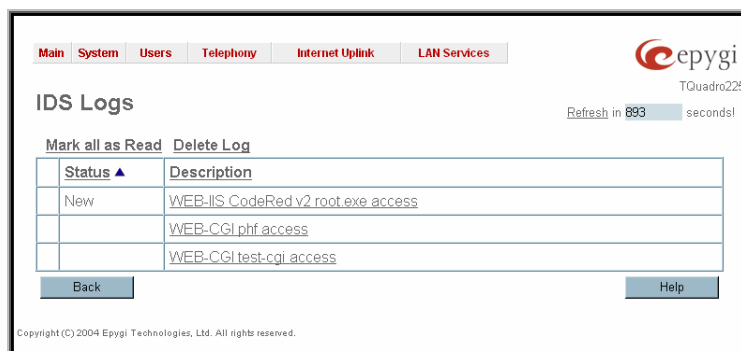 Main System Users Telephony Internet Uplink LAN Services
epygi
TQuadro225
IDS Logs
Refresh in 893 seconds!
Mark all as Read Delete Log
Status Description
New WEB-IIS CodeRed v2 root.exe access
WEB-CGI phf access
WEB-CGI test-cgi access
Back Help
Copyright (C) 2004 Epygi Technologies, Ltd. All rights reserved.